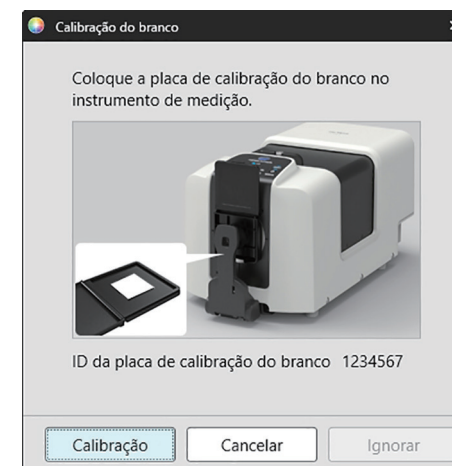 Calibração do branco
Coloque a placa de calibração do branco no
instrumento de medição.
ID da placa de calibração do branco 1234567
Calibração
Cancelar
Ignorar